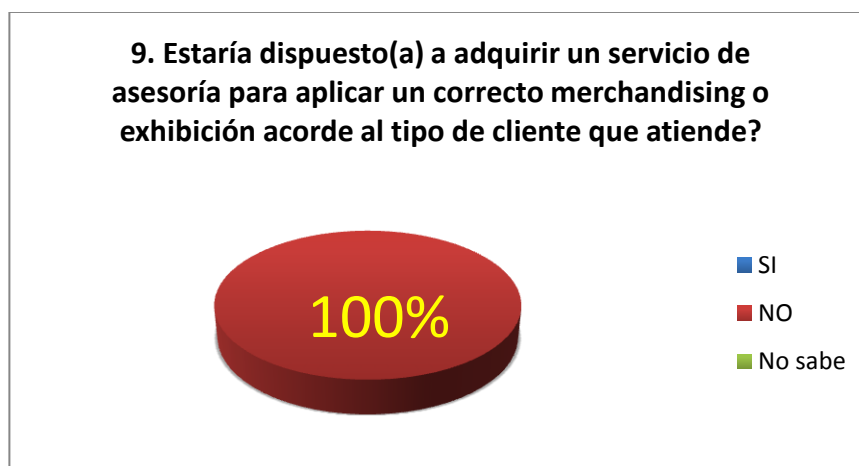 9. Estaría dispuesto(a) a adquirir un servicio de
asesoría para aplicar un correcto merchandising o
exhibición acorde al tipo de cliente que atiende?
100%
SI
NO
No sabe